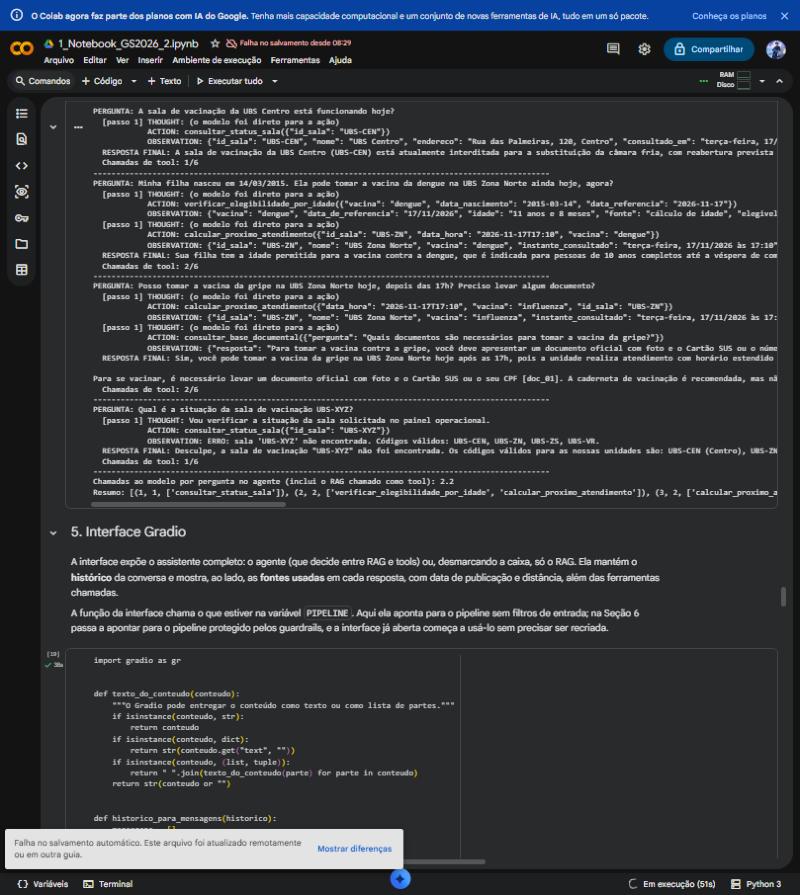 O Colab agora faz parte dos planos com IA do Google. Tenha mais capacidade computacional e um conjunto de novas ferramentas de IA, tudo em um só pacote.
Conheça os planos
1_Notebook_GS2026_2.ipynb
Falha no salvamento desde 08:29
Arquivo Editar Ver Inserir Ambiente de execução Ferramentas Ajuda
Compartilhar
Comandos + Código + Texto Executar tudo
RAM
Disco
PERGUNTA: A sala de vacinação da UBS Centro está funcionando hoje?
[passo 1] THOUGHT: (o modelo foi direto para a ação)
ACTION: consultar_status_sala({"id_sala": "UBS-CEN"})
OBSERVATION: {"id_sala": "UBS-CEN", "nome": "UBS Centro", "endereco": "Rua das Palmeiras, 120, Centro", "consultado_em": "terça-feira, 17/
RESPOSTA FINAL: A sala de vacinação da UBS Centro (UBS-CEN) está atualmente interditada para a substituição da câmara fria, com reabertura prevista
Chamadas de tool: 1/6
PERGUNTA: Minha filha nasceu em 14/03/2015. Ela pode tomar a vacina da dengue na UBS Zona Norte ainda hoje, agora?
[passo 1] THOUGHT: (o modelo foi direto para a ação)
ACTION: verificar_elegibilidade_por_idade({"vacina": "dengue", "data_nascimento": "2015-03-14", "data_referencia": "2026-11-17"})
OBSERVATION: {"vacina": "dengue", "data_de_referencia": "17/11/2026", "idade": "11 anos e 8 meses", "fonte": "cálculo de idade", "elegivel
[passo 1] THOUGHT: (o modelo foi direto para a ação)
ACTION: calcular_proximo_atendimento({"id_sala": "UBS-ZN", "data_hora": "2026-11-17T17:10", "vacina": "dengue"})
OBSERVATION: {"id_sala": "UBS-ZN", "nome": "UBS Zona Norte", "vacina": "dengue", "instante_consultado": "terça-feira, 17/11/2026 às 17:10"
RESPOSTA FINAL: Sua filha tem a idade permitida para a vacina contra a dengue, que é indicada para pessoas de 10 anos completos até a véspera de com
Chamadas de tool: 2/6
PERGUNTA: Posso tomar a vacina da gripe na UBS Zona Norte hoje, depois das 17h? Preciso levar algum documento?
[passo 1] THOUGHT: (o modelo foi direto para a ação)
ACTION: calcular_proximo_atendimento({"data_hora": "2026-11-17T17:10", "vacina": "influenza", "id_sala": "UBS-ZN"})
OBSERVATION: {"id_sala": "UBS-ZN", "nome": "UBS Zona Norte", "vacina": "influenza", "instante_consultado": "terça-feira, 17/11/2026 às 17:
[passo 1] THOUGHT: (o modelo foi direto para a ação)
ACTION: consultar_base_documental({"pergunta": "Quais documentos são necessários para tomar a vacina da gripe?"})
OBSERVATION: {"resposta": "Para tomar a vacina contra a gripe, você deve apresentar um documento oficial com foto e o Cartão SUS ou o núme
RESPOSTA FINAL: Sim, você pode tomar a vacina da gripe na UBS Zona Norte hoje após as 17h, pois a unidade realiza atendimento com horário estendido
Para se vacinar, é necessário levar um documento oficial com foto e o Cartão SUS ou o seu CPF [doc_01]. A caderneta de vacinação é recomendada, mas nã
Chamadas de tool: 2/6
PERGUNTA: Qual é a situação da sala de vacinação UBS-XYZ?
[passo 1] THOUGHT: Vou verificar a situação da sala solicitada no painel operacional.
ACTION: consultar_status_sala({"id_sala": "UBS-XYZ"})
OBSERVATION: ERRO: sala 'UBS-XYZ' não encontrada. Códigos válidos: UBS-CEN, UBS-ZN, UBS-ZS, UBS-VR.
RESPOSTA FINAL: Desculpe, a sala de vacinação "UBS-XYZ" não foi encontrada. Os códigos válidos para as nossas unidades são: UBS-CEN (Centro), UBS-ZN
Chamadas de tool: 1/6
Chamadas ao modelo por pergunta no agente (inclui o RAG chamado como tool): 2.2
Resumo: [(1, 1, ['consultar_status_sala']), (2, 2, ['verificar_elegibilidade_por_idade', 'calcular_proximo_atendimento']), (3, 2, ['calcular_proximo_a
5. Interface Gradio
A interface expõe o assistente completo: o agente (que decide entre RAG e tools) ou, desmarcando a caixa, só o RAG. Ela mantém o
histórico da conversa e mostra, ao lado, as fontes usadas em cada resposta, com data de publicação e distância, além das ferramentas
chamadas.
A função da interface chama o que estiver na variável PIPELINE. Aqui ela aponta para o pipeline sem filtros de entrada; na Seção 6
passa a apontar para o pipeline protegido pelos guardrails, e a interface já aberta começa a usá-lo sem precisar ser recriada.
[19]
38s
import gradio as gr
def texto_do_conteudo(conteudo):
"""O Gradio pode entregar o conteúdo como texto ou como lista de partes."""
if isinstance(conteudo, str):
return conteudo
if isinstance(conteudo, dict):
return str(conteudo.get("text", ""))
if isinstance(conteudo, (list, tuple)):
return " ".join(texto_do_conteudo(parte) for parte in conteudo)
return str(conteudo or "")
def historico_para_mensagens(historico):
Falha no salvamento automático. Este arquivo foi atualizado remotamente
ou em outra guia.
Mostrar diferenças
Variáveis Terminal
Em execução (51s) Python 3